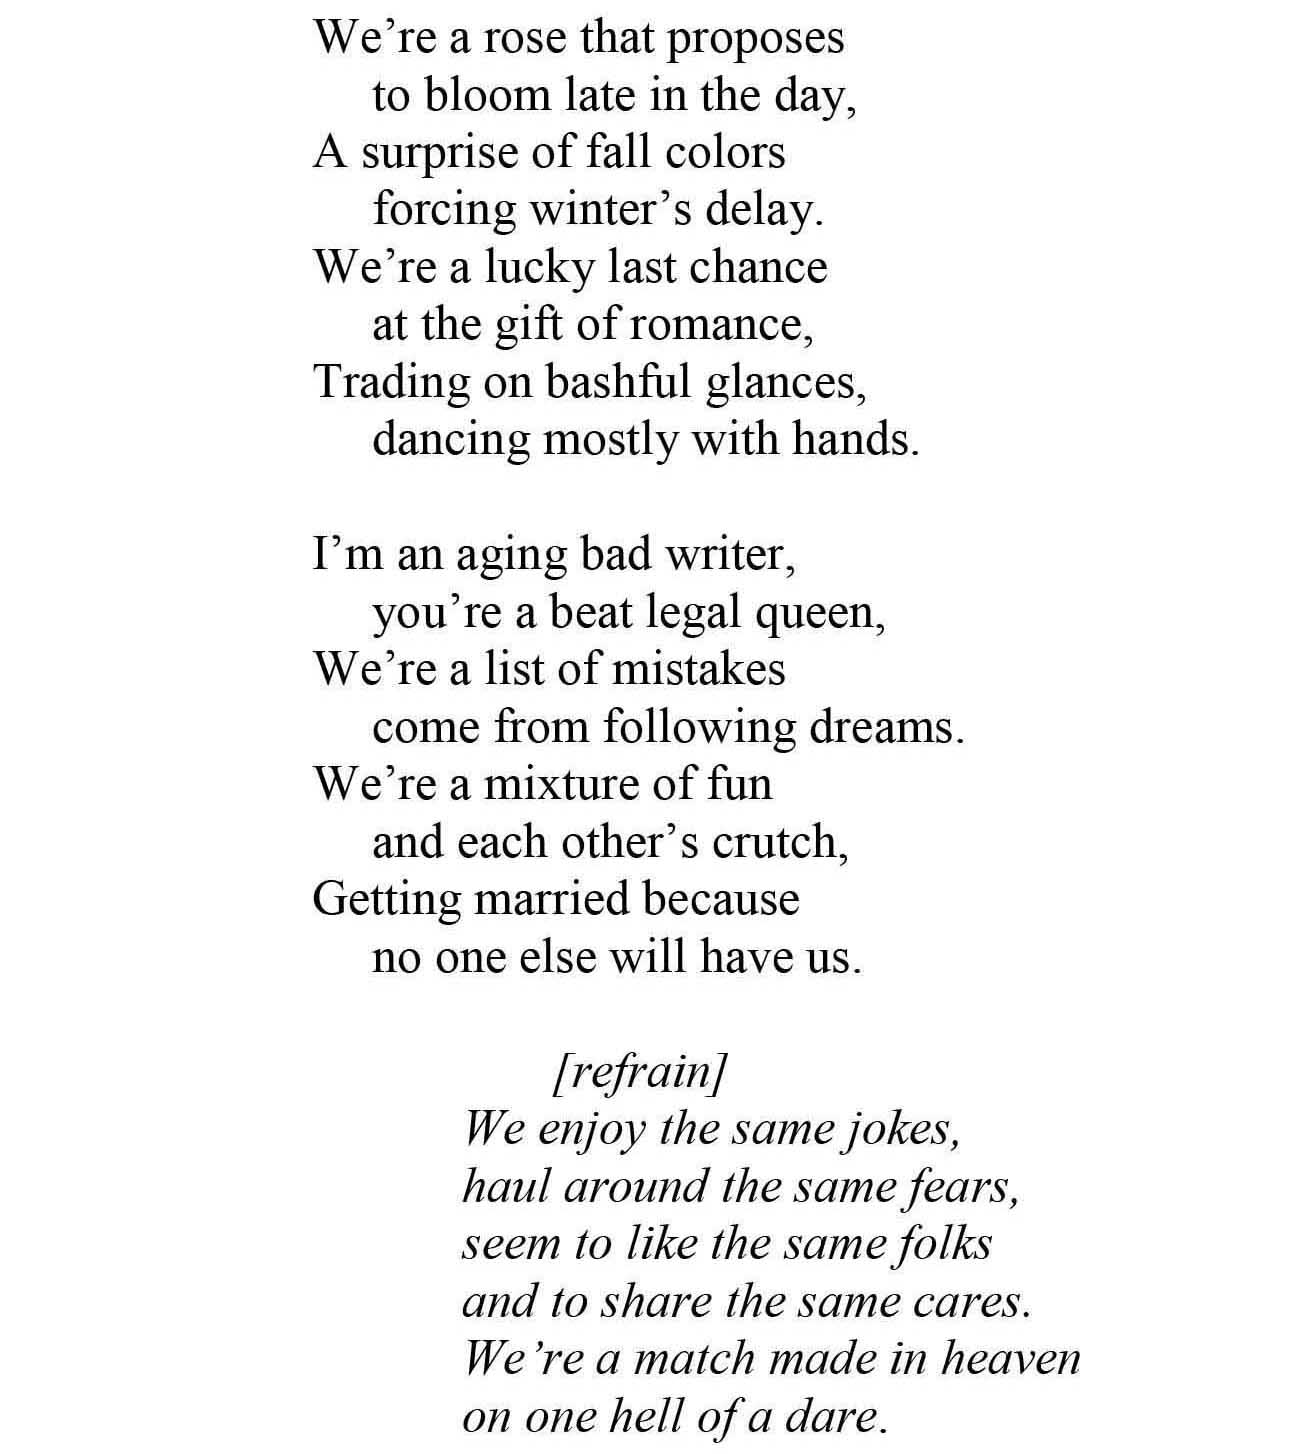 We’re a rose that proposes
to bloom late in the day,
A surprise of fall colors
forcing winter’s delay.
We’re a lucky last chance
at the gift of romance,
Trading on bashful glances,
dancing mostly with hands.
I’m an aging bad writer,
you’re a beat legal queen,
We’re a list of mistakes
come from following dreams.
We’re a mixture of fun
and each other’s crutch,
Getting married because
no one else will have us.
[refrain]
We enjoy the same jokes,
haul around the same fears,
seem to like the same folks
and to share the same cares.
We’re a match made in heaven
on one hell of a dare.